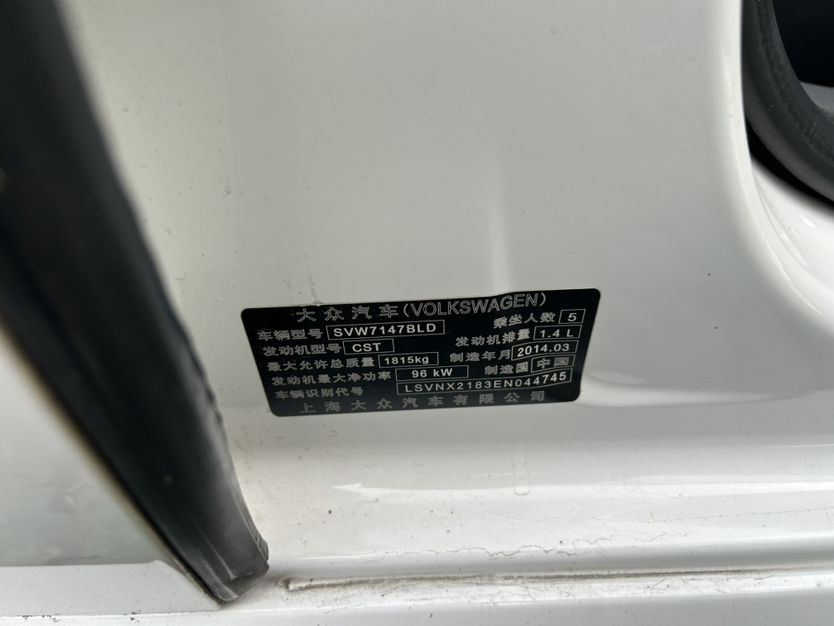 大众汽车(VOLKSWAGEN)
车辆型号 SVW7147BLD 乘坐人数 5
发动机型号 CST 发动机排量 1.4 L
最大允许总质量 1815kg 制造年月 2014.03
发动机最大净功率 96 kW 制造国 中国
车辆识别代号 LSVNX2183EN044745
上海大众汽车有限公司